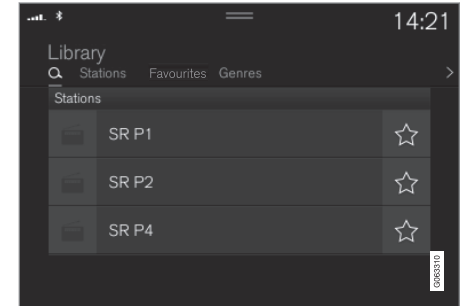 14:21
Library
Stations Favourites Genres
Stations
SR P1
SR P2
SR P4
G063310